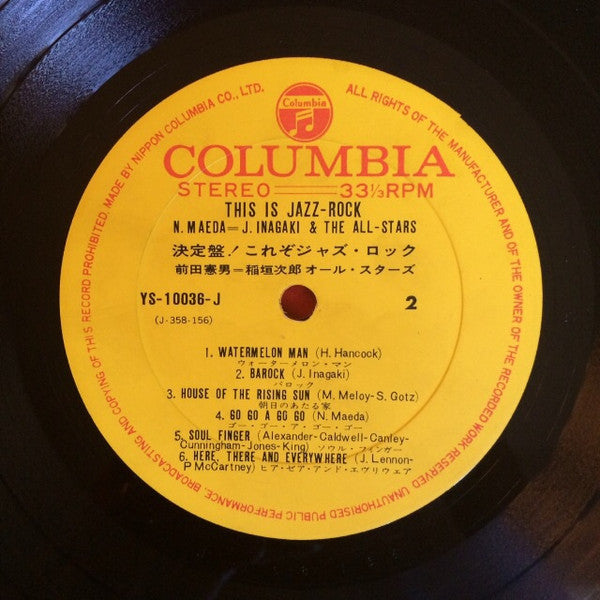 MADE BY NIPPON COLUMBIA CO., LTD.
ALL RIGHTS OF THE MANUFACTURER AND OF THE OWNER OF THE RECORDED WORK RESERVED UNAUTHORISED PUBLIC PERFORMANCE. BROADCASTING AND COPYING OF THIS RECORD PROHIBITED.
Columbia
COLUMBIA
STEREO 33⅓RPM
THIS IS JAZZ-ROCK
N. MAEDA=J. INAGAKI & THE ALL-STARS
決定盤！これぞジャズ・ロック
前田憲男=稲垣次郎 オール・スターズ
YS-10036-J 2
(J-358-156)
1. WATERMELON MAN (H. Hancock)
ウォーターメロン・マン
2. BAROCK (J. Inagaki)
バロック
3. HOUSE OF THE RISING SUN (M. Meloy-S. Gotz)
朝日のあたる家
4. GO GO A GO GO (N. Maeda)
ゴー・ゴー・ア・ゴー・ゴー
5. SOUL FINGER (Alexander-Caldwell-Canfey-
Cunningham-Jones-King) ソウル・フィンガー
6. HERE, THERE AND EVERYWHERE (J. Lennon-
P McCartney) ヒア・ゼア・アンド・エヴリウェア